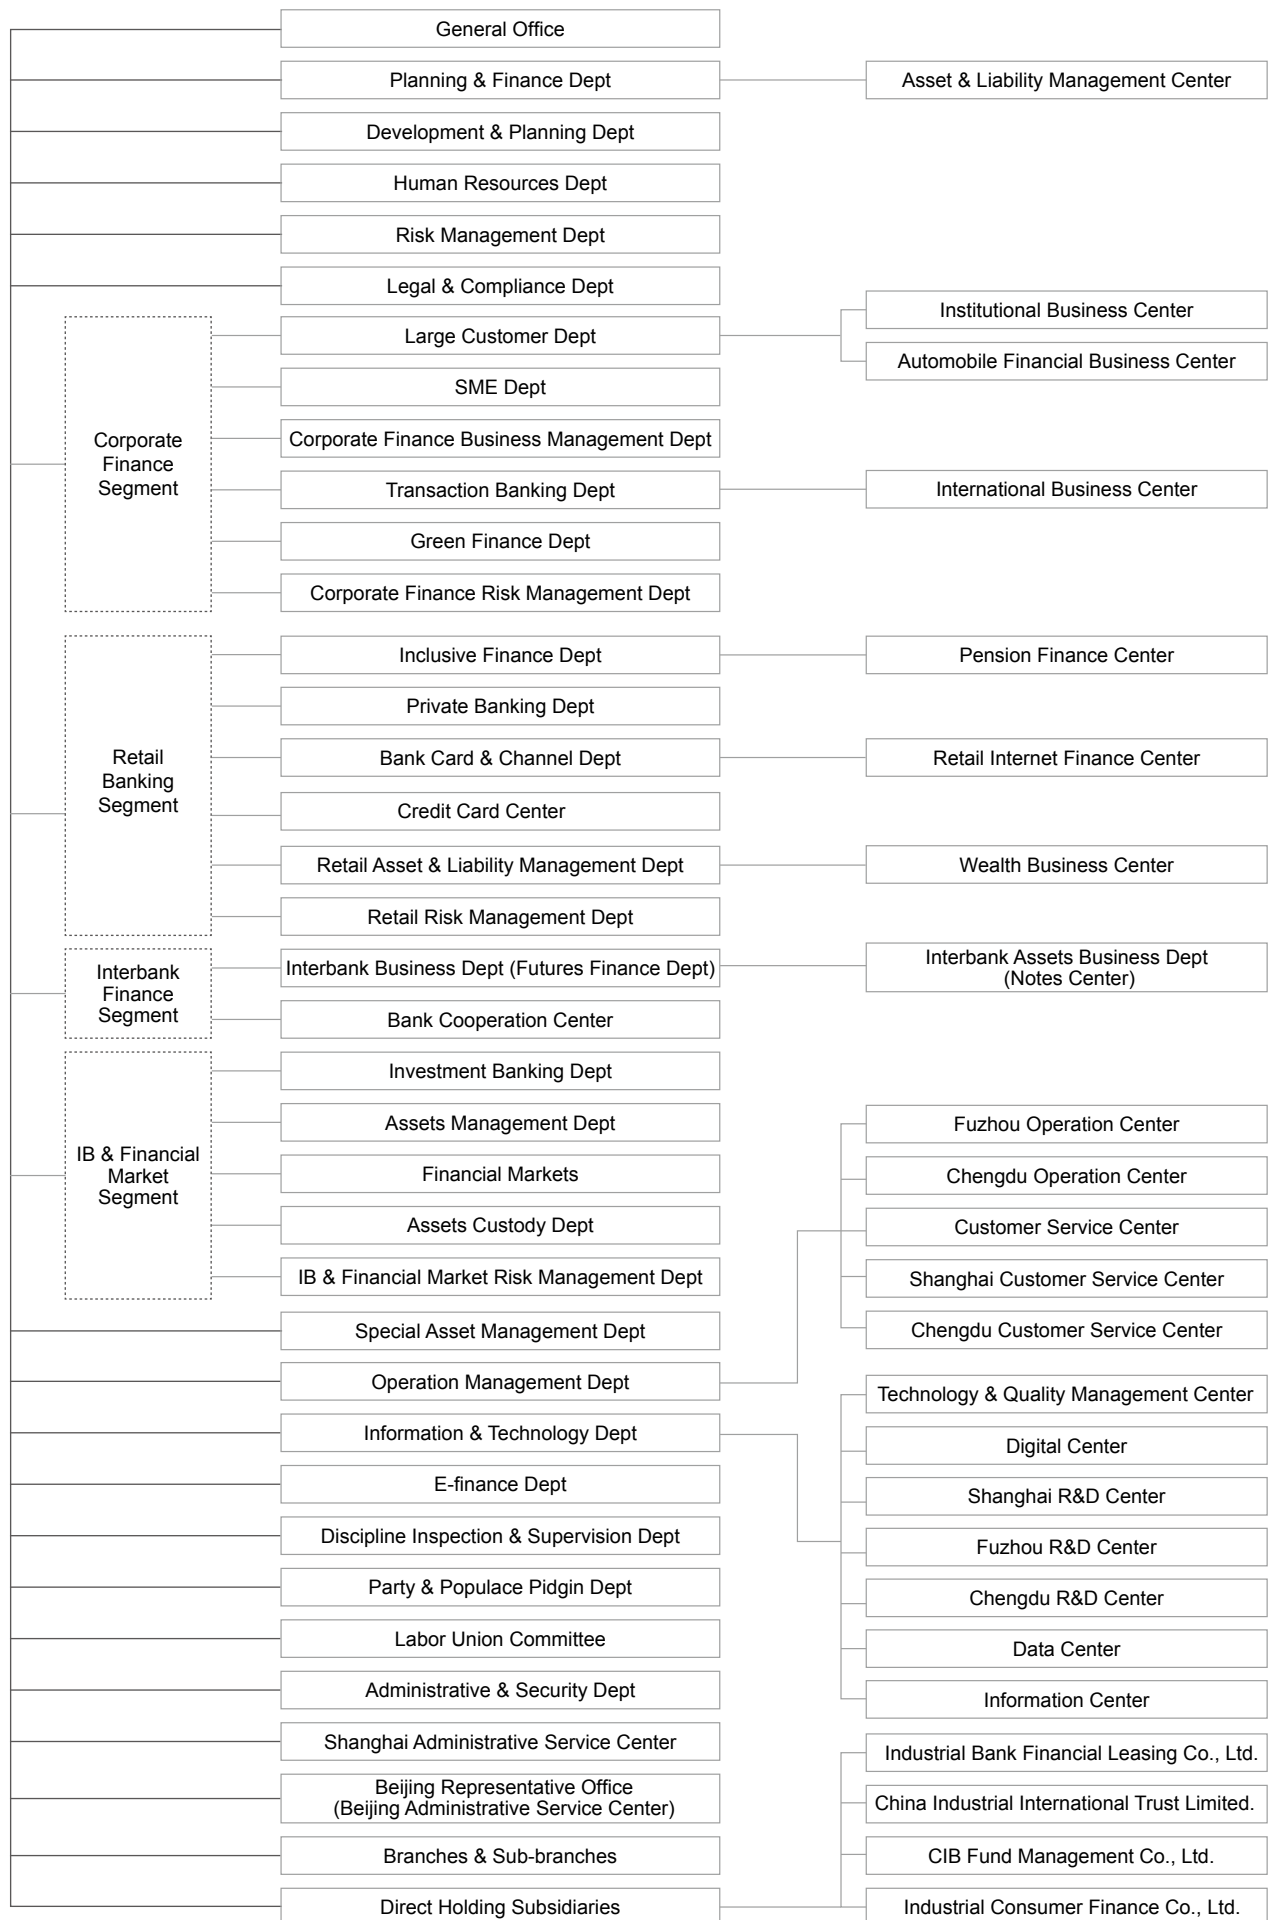 General Office
Planning & Finance Dept
Asset & Liability Management Center
Development & Planning Dept
Human Resources Dept
Risk Management Dept
Legal & Compliance Dept
Corporate
Finance
Segment
Large Customer Dept
Institutional Business Center
Automobile Financial Business Center
SME Dept
Corporate Finance Business Management Dept
Transaction Banking Dept
International Business Center
Green Finance Dept
Corporate Finance Risk Management Dept
Retail
Banking
Segment
Inclusive Finance Dept
Pension Finance Center
Private Banking Dept
Bank Card & Channel Dept
Retail Internet Finance Center
Credit Card Center
Retail Asset & Liability Management Dept
Wealth Business Center
Retail Risk Management Dept
Interbank
Finance
Segment
Interbank Business Dept (Futures Finance Dept)
Interbank Assets Business Dept
(Notes Center)
Bank Cooperation Center
IB & Financial
Market
Segment
Investment Banking Dept
Assets Management Dept
Financial Markets
Assets Custody Dept
IB & Financial Market Risk Management Dept
Special Asset Management Dept
Operation Management Dept
Fuzhou Operation Center
Chengdu Operation Center
Customer Service Center
Shanghai Customer Service Center
Chengdu Customer Service Center
Information & Technology Dept
Technology & Quality Management Center
Digital Center
Shanghai R&D Center
Fuzhou R&D Center
Chengdu R&D Center
Data Center
Information Center
E-finance Dept
Discipline Inspection & Supervision Dept
Party & Populace Pidgin Dept
Labor Union Committee
Administrative & Security Dept
Shanghai Administrative Service Center
Beijing Representative Office
(Beijing Administrative Service Center)
Branches & Sub-branches
Direct Holding Subsidiaries
Industrial Bank Financial Leasing Co., Ltd.
China Industrial International Trust Limited.
CIB Fund Management Co., Ltd.
Industrial Consumer Finance Co., Ltd.